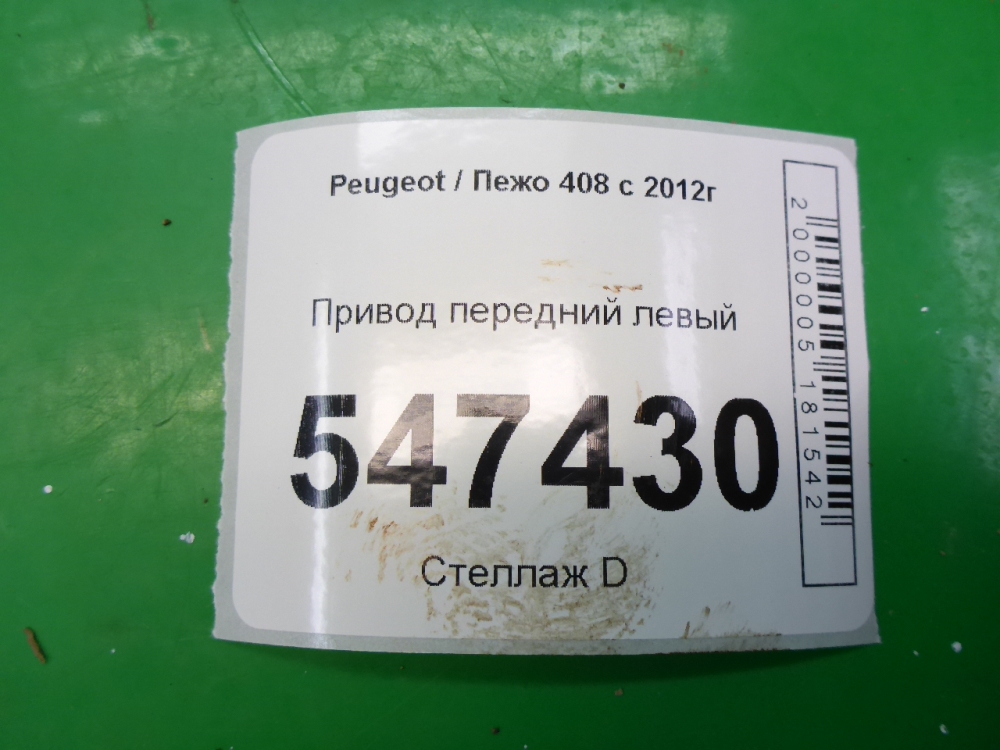 Peugeot / Пежо 408 с 2012г
Привод передний левый
547430
Стеллаж D
2000005181542